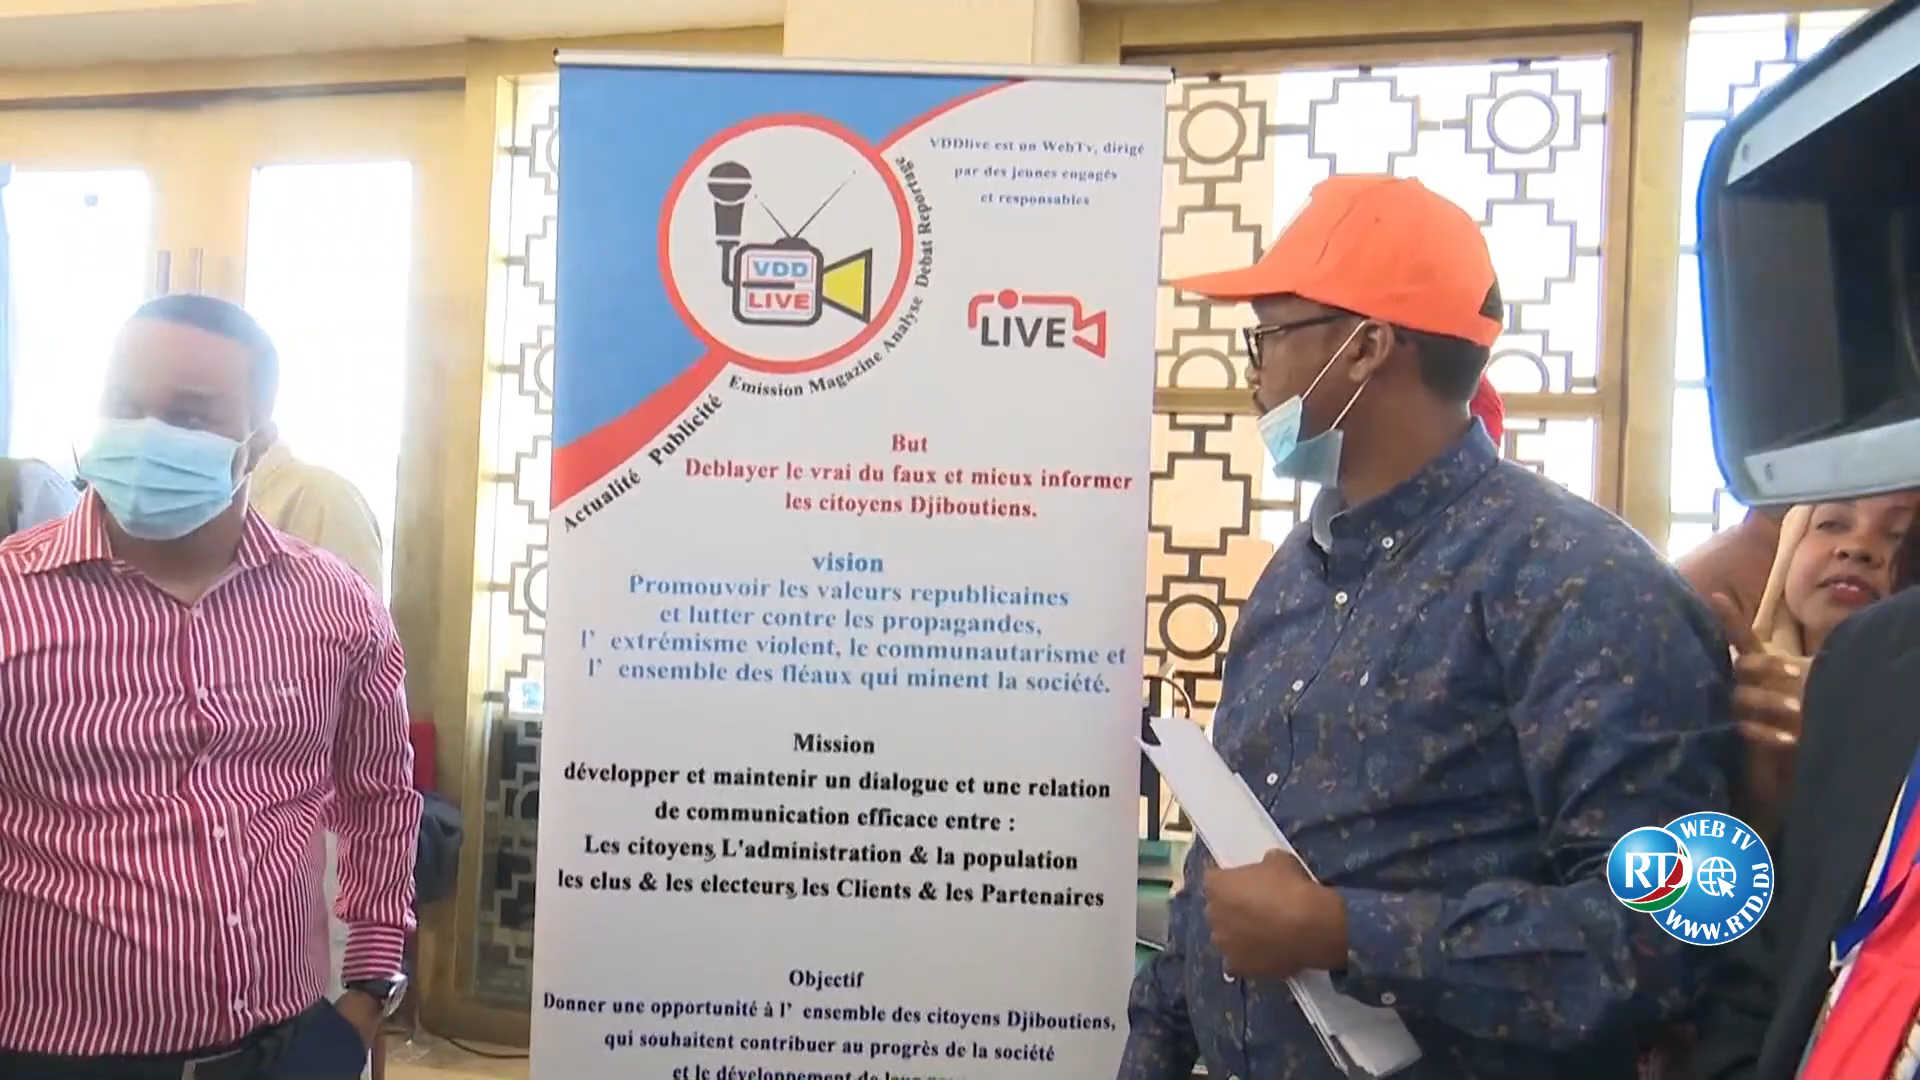 VDDlive est un WebTv, dirigé
par des jeunes engagés
et responsables
VDD
LIVE
LIVE
Actualité Publicité Emission Magazine Analyse Debat Reportage
But
Deblayer le vrai du faux et mieux informer
les citoyens Djiboutiens.
vision
Promouvoir les valeurs republicaines
et lutter contre les propagandes,
l' extrémisme violent, le communautarisme et
l' ensemble des fléaux qui minent la société.
Mission
développer et maintenir un dialogue et une relation
de communication efficace entre :
Les citoyens, L'administration & la population
les elus & les electeurs, les Clients & les Partenaires
Objectif
Donner une opportunité à l' ensemble des citoyens Djiboutiens,
qui souhaitent contribuer au progrès de la société
et le développement de
WEB TV
RTD
WWW.RTD.DJ